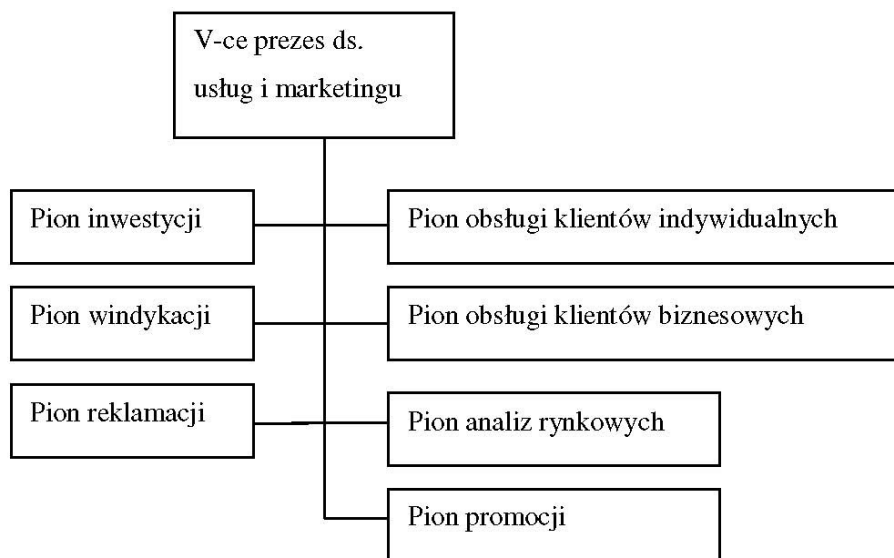 V-ce prezes ds.
usług i marketingu
Pion inwestycji
Pion obsługi klientów indywidualnych
Pion windykacji
Pion obsługi klientów biznesowych
Pion reklamacji
Pion analiz rynkowych
Pion promocji